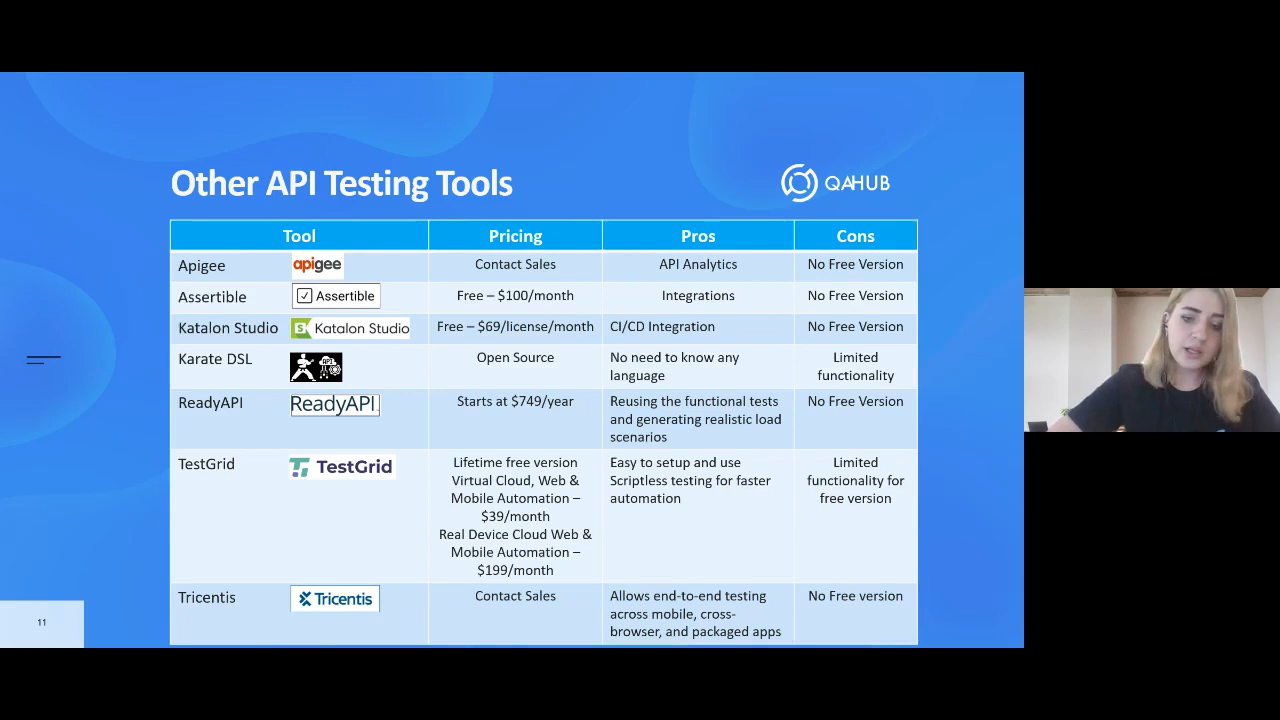 Other API Testing Tools
QAHUB
Tool Pricing Pros Cons
Apigee apigee Contact Sales API Analytics No Free Version
Assertible Assertible Free – $100/month Integrations No Free Version
Katalon Studio Katalon Studio Free – $69/license/month CI/CD Integration No Free Version
Karate DSL API Open Source No need to know any Limited
language functionality
ReadyAPI ReadyAPI Starts at $749/year Reusing the functional tests No Free Version
and generating realistic load
scenarios
TestGrid TestGrid Lifetime free version Easy to setup and use Limited
Virtual Cloud, Web & Scriptless testing for faster functionality for
Mobile Automation – automation free version
$39/month
Real Device Cloud Web &
Mobile Automation –
$199/month
Tricentis Tricentis Contact Sales Allows end-to-end testing No Free version
across mobile, cross-
browser, and packaged apps
11